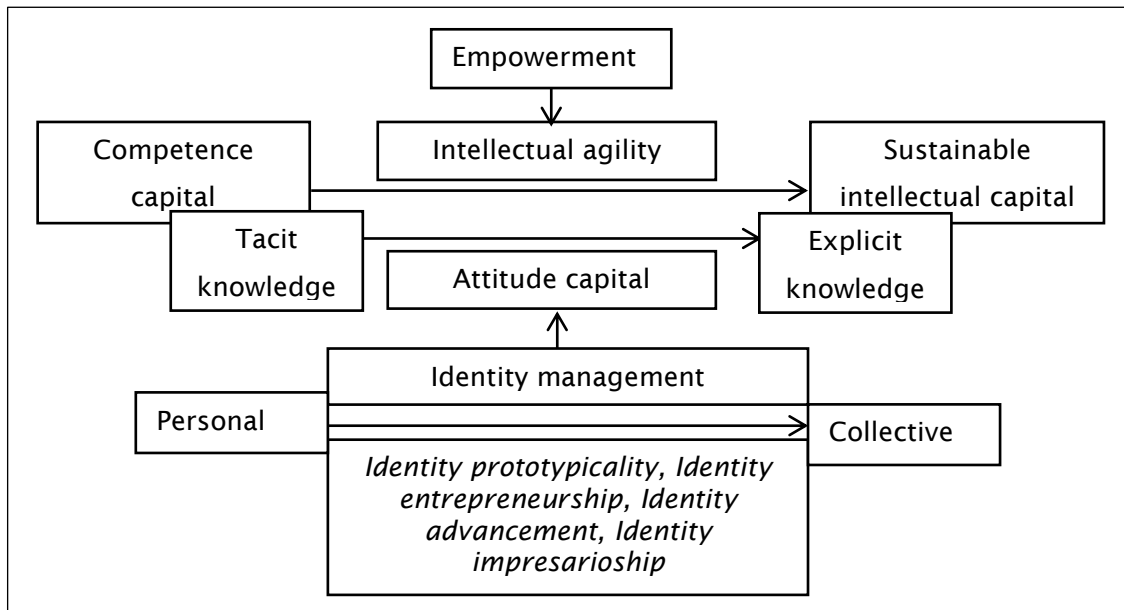 Empowerment
Competence
capital
Intellectual agility
Sustainable
intellectual capital
Tacit
knowledge
Explicit
knowledge
Attitude capital
Identity management
Personal
Collective
Identity prototypicality, Identity
entrepreneurship, Identity
advancement, Identity
impresarioship